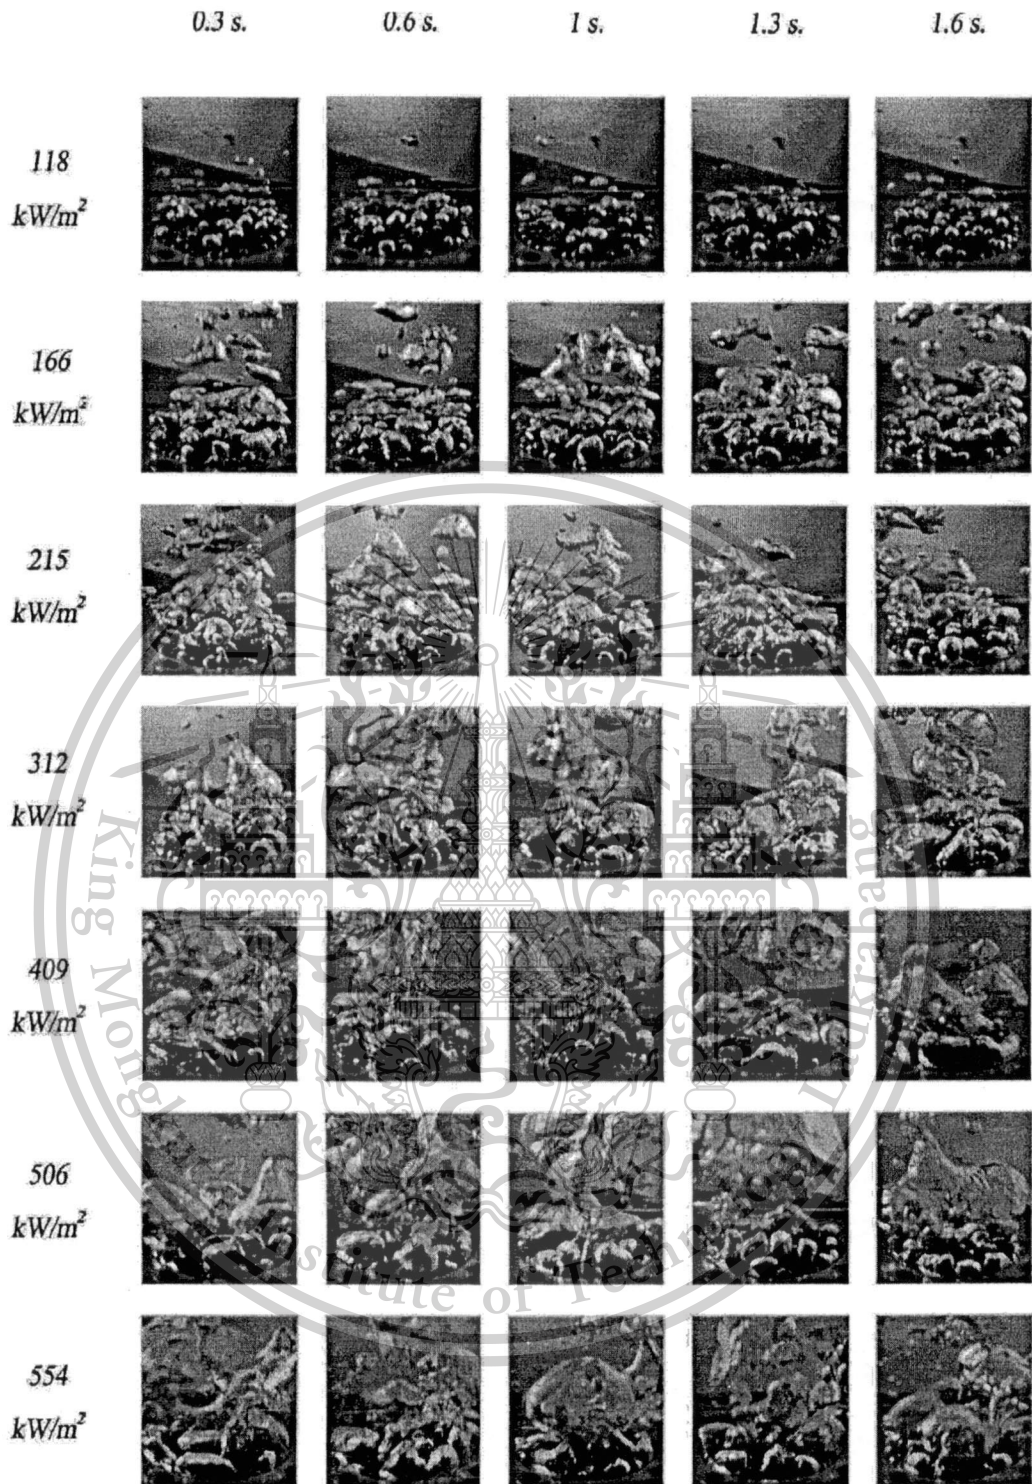 0.3 s. 0.6 s. 1 s. 1.3 s. 1.6 s.
118
kW/m²
166
kW/m²
215
kW/m²
312
kW/m²
409
kW/m²
506
kW/m²
554
kW/m²
King Mongkut's Institute of Technology Ladkrabang